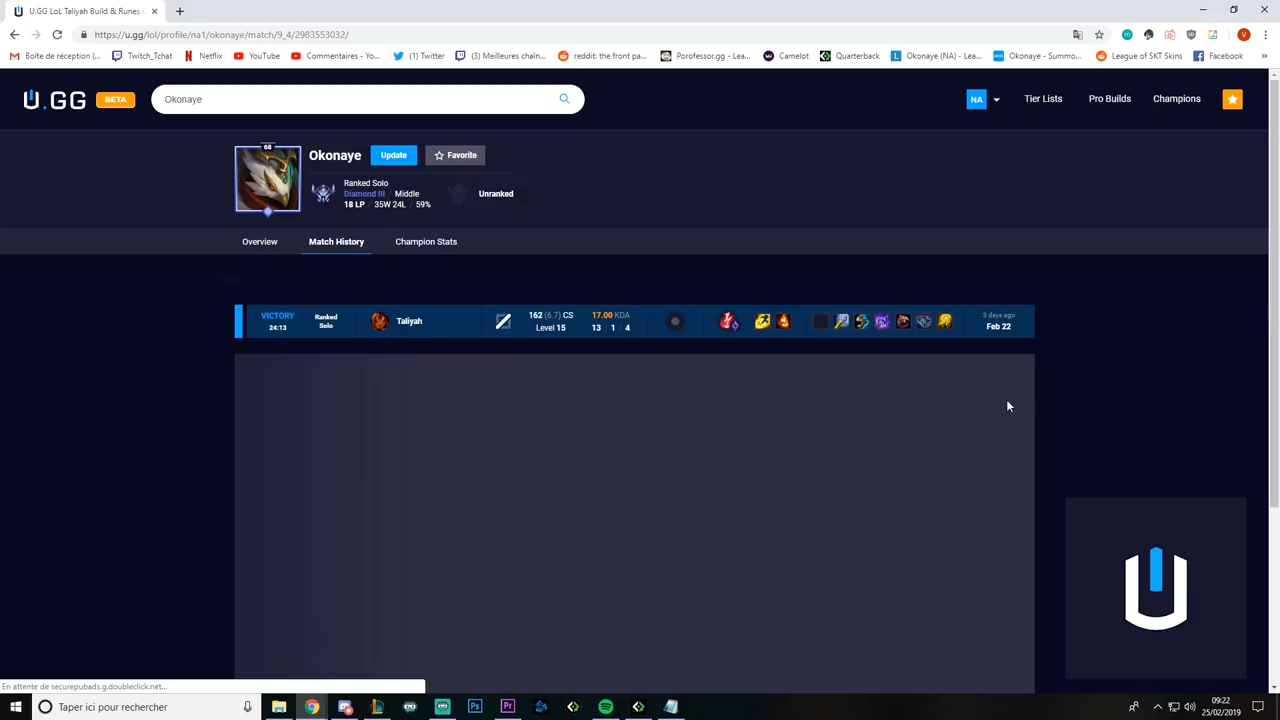 U.GG LoL Taliyah Build & Runes
https://u.gg/lol/profile/na1/okonaye/match/9_4/2983553032/
Boîte de réception (... Twitch_Tchat Netflix YouTube Commentaires - Yo... (1) Twitter (3) Meilleures chaîn... reddit: the front pa... Porofessor.gg - Lea... Camelot Quarterback Okonaye (NA) - Lea... Okonaye - Summo... League of SKT Skins Facebook »
U.GG BETA Okonaye NA Tier Lists Pro Builds Champions
68
Okonaye Update Favorite
Ranked Solo
Diamond III / Middle
18 LP / 35W 24L / 59%
Unranked
Overview Match History Champion Stats
VICTORY
24:13
Ranked
Solo
Taliyah
162 (6.7) CS
Level 15
17.00 KDA
13 / 1 / 4
3 days ago
Feb 22
En attente de securepubads.g.doubleclick.net...
Taper ici pour rechercher
09:22
25/02/2019